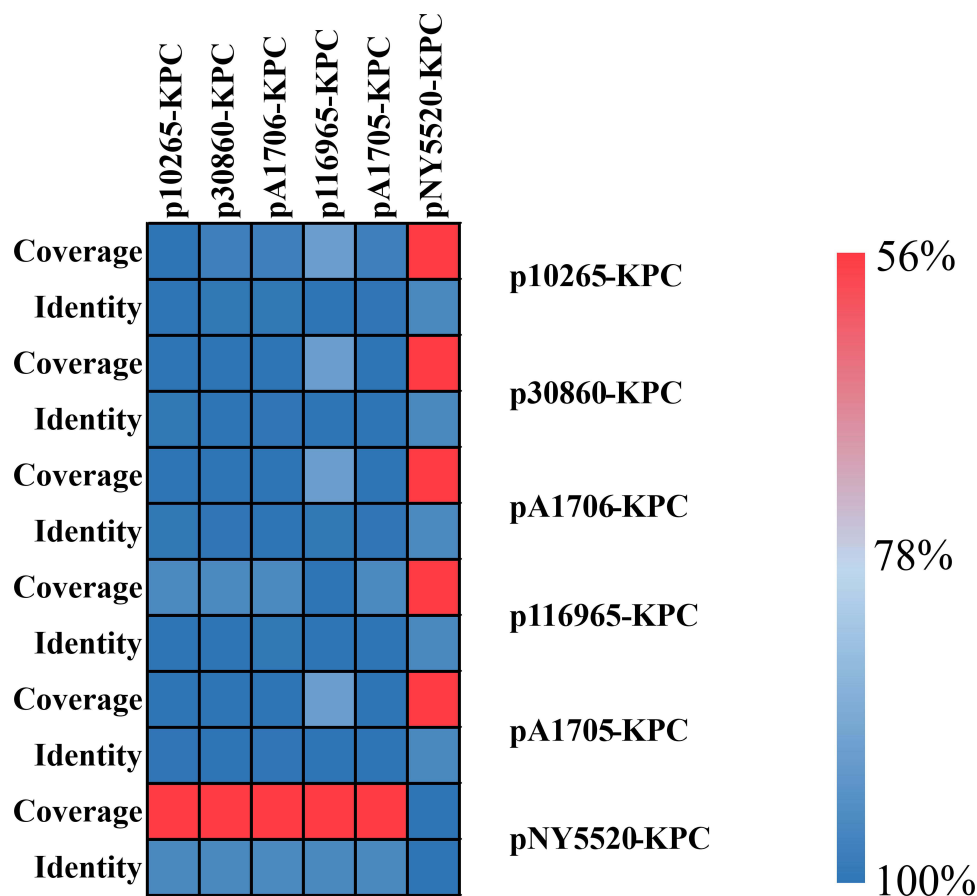 p10265-KPC
p30860-KPC
pA1706-KPC
p116965-KPC
pA1705-KPC
pNY5520-KPC
Coverage
Identity
p10265-KPC
Coverage
Identity
p30860-KPC
Coverage
Identity
pA1706-KPC
Coverage
Identity
p116965-KPC
Coverage
Identity
pA1705-KPC
Coverage
Identity
pNY5520-KPC
56%
78%
100%